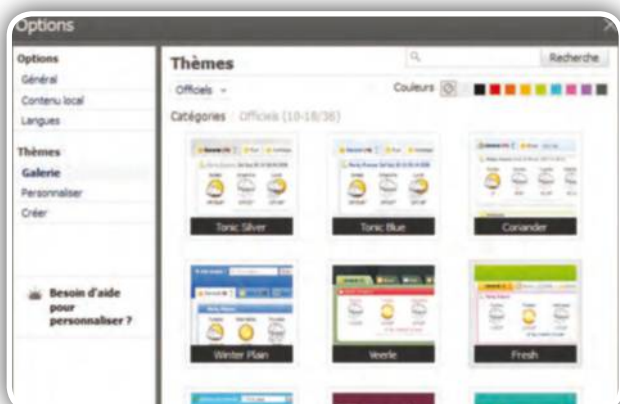 Options
Options
Général
Contenu local
Langues
Thèmes
Galerie
Personnaliser
Créer
Besoin d'aide
pour
personnaliser ?
Thèmes
Recherche
Officiels
Couleurs
Catégories Officiels (10-18/36)
Tonic Silver
Tonic Blue
Coriander
Winter Plain
Veerle
Fresh